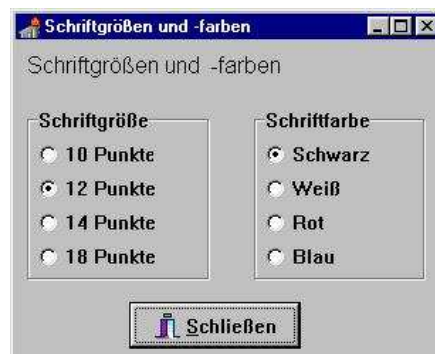 Schriftgrößen und -farben
Schriftgrößen und -farben
Schriftgröße
10 Punkte
12 Punkte
14 Punkte
18 Punkte
Schriftfarbe
Schwarz
Weiß
Rot
Blau
Schließen